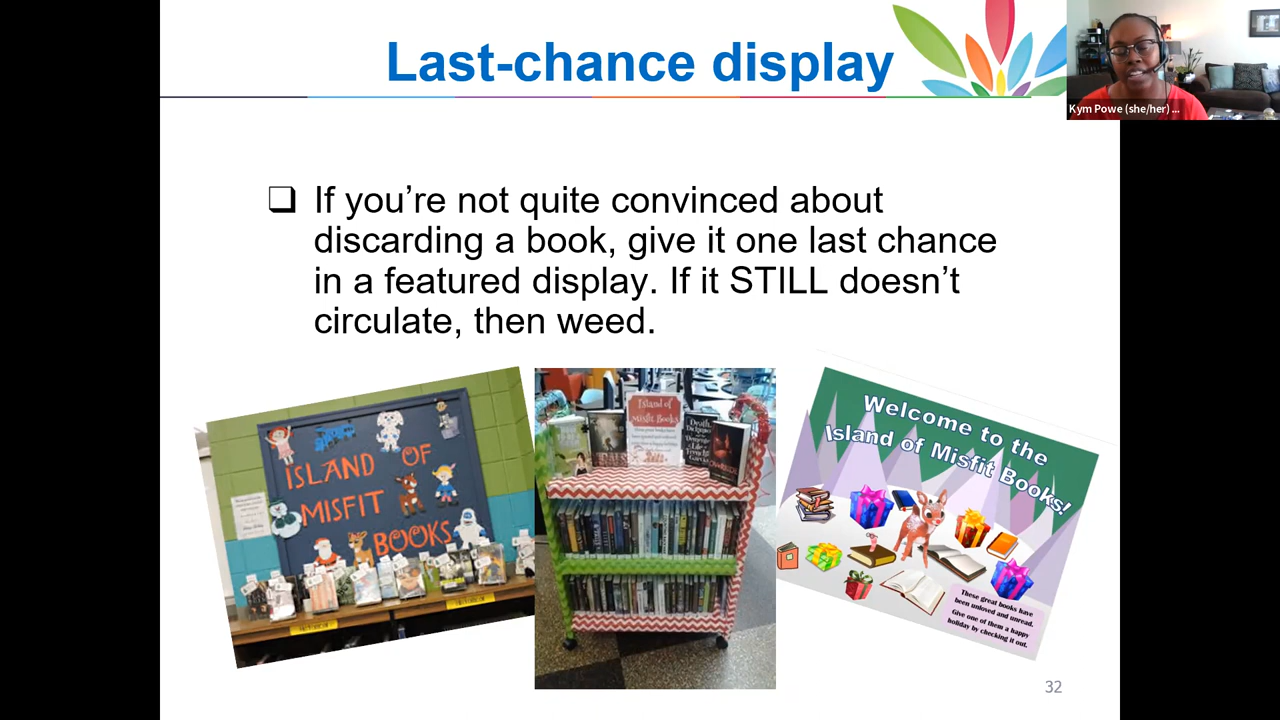 Last-chance display
Kym Powe (she/her) ...
❑ If you’re not quite convinced about
discarding a book, give it one last chance
in a featured display. If it STILL doesn’t
circulate, then weed.
ISLAND OF
MISFIT
BOOKS
Island of
Misfit Books
Welcome to the
Island of Misfit Books!
These great books have
been unloved and unread.
Give one of them a happy
holiday by checking it out.
32